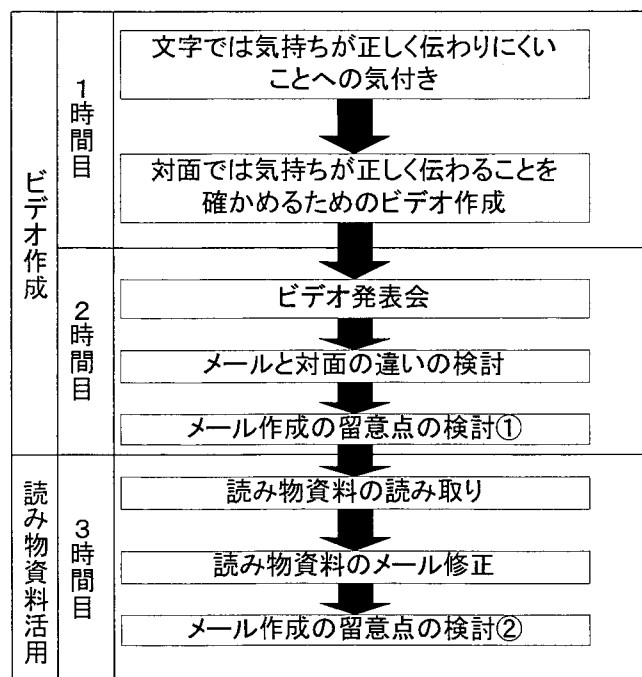 ビデオ作成
1時間目
文字では気持ちが正しく伝わりにくい
ことへの気付き
対面では気持ちが正しく伝わることを
確かめるためのビデオ作成
2時間目
ビデオ発表会
メールと対面の違いの検討
メール作成の留意点の検討①
読み物資料活用
3時間目
読み物資料の読み取り
読み物資料のメール修正
メール作成の留意点の検討②